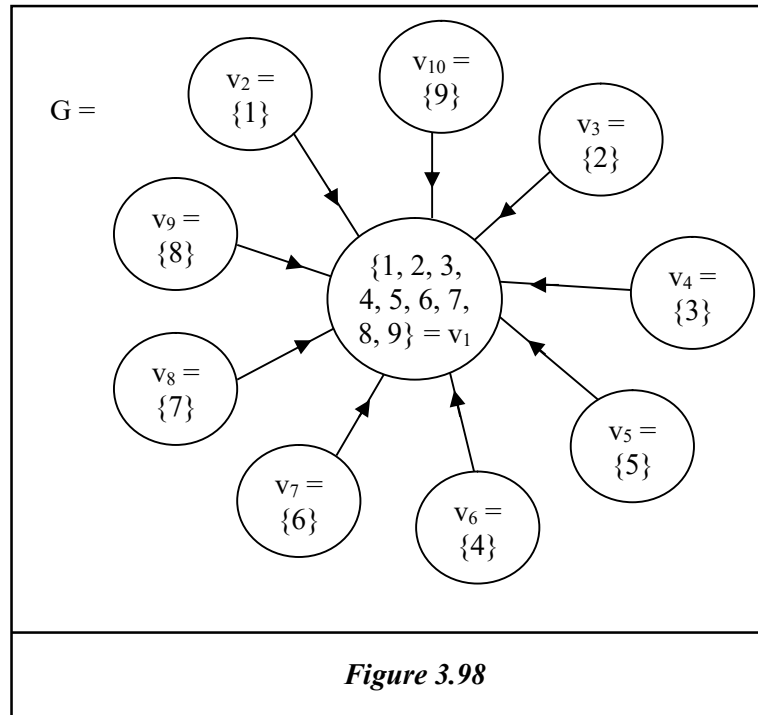 G =
v₂ =
{1}
v₁₀ =
{9}
v₃ =
{2}
v₉ =
{8}
{1, 2, 3,
4, 5, 6, 7,
8, 9} = v₁
v₄ =
{3}
v₈ =
{7}
v₅ =
{5}
v₇ =
{6}
v₆ =
{4}
Figure 3.98